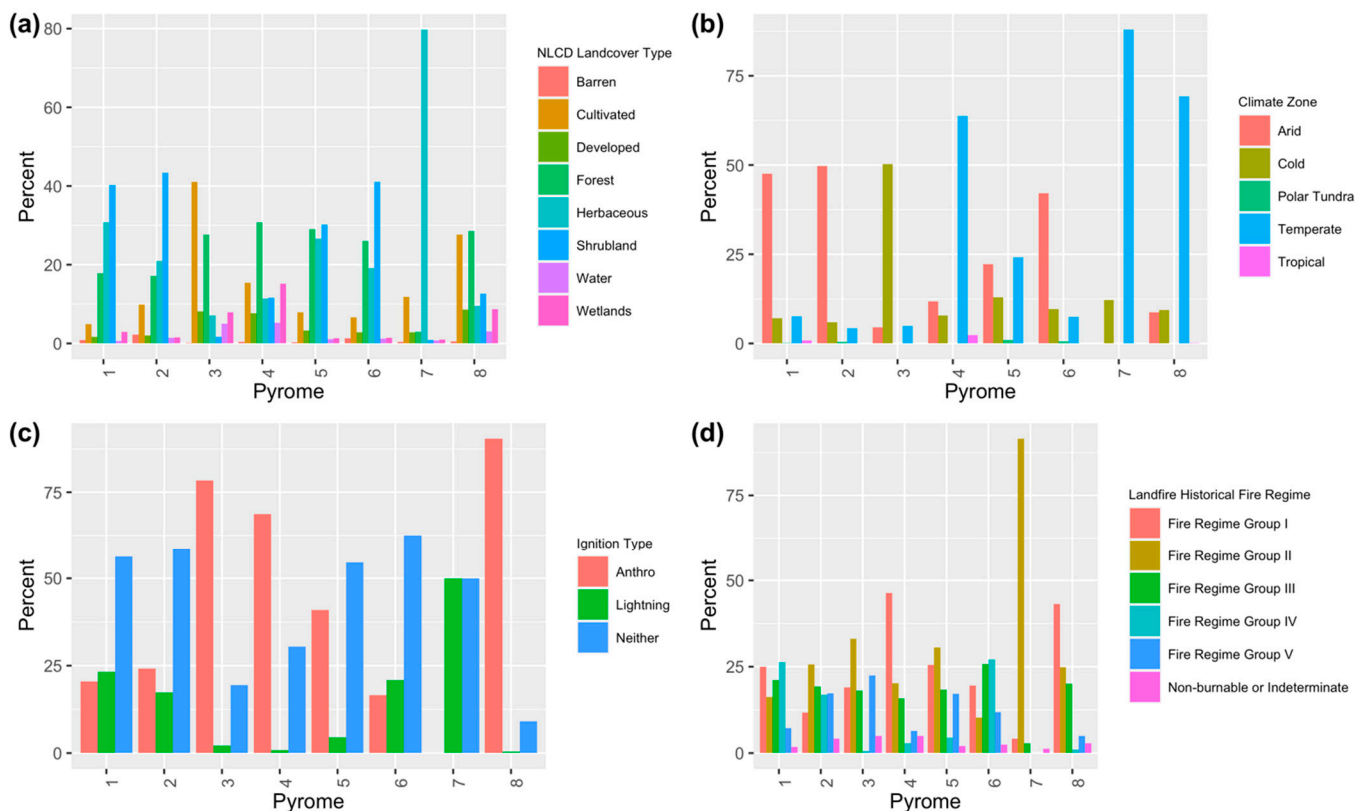 (a)
Percent
80
60
40
20
0
1 2 3 4 5 6 7 8
Pyrome
NLCD Landcover Type
Barren
Cultivated
Developed
Forest
Herbaceous
Shrubland
Water
Wetlands
(b)
Percent
75
50
25
0
1 2 3 4 5 6 7 8
Pyrome
Climate Zone
Arid
Cold
Polar Tundra
Temperate
Tropical
(c)
Percent
75
50
25
0
1 2 3 4 5 6 7 8
Pyrome
Ignition Type
Anthro
Lightning
Neither
(d)
Percent
75
50
25
0
1 2 3 4 5 6 7 8
Pyrome
Landfire Historical Fire Regime
Fire Regime Group I
Fire Regime Group II
Fire Regime Group III
Fire Regime Group IV
Fire Regime Group V
Non-burnable or Indeterminate